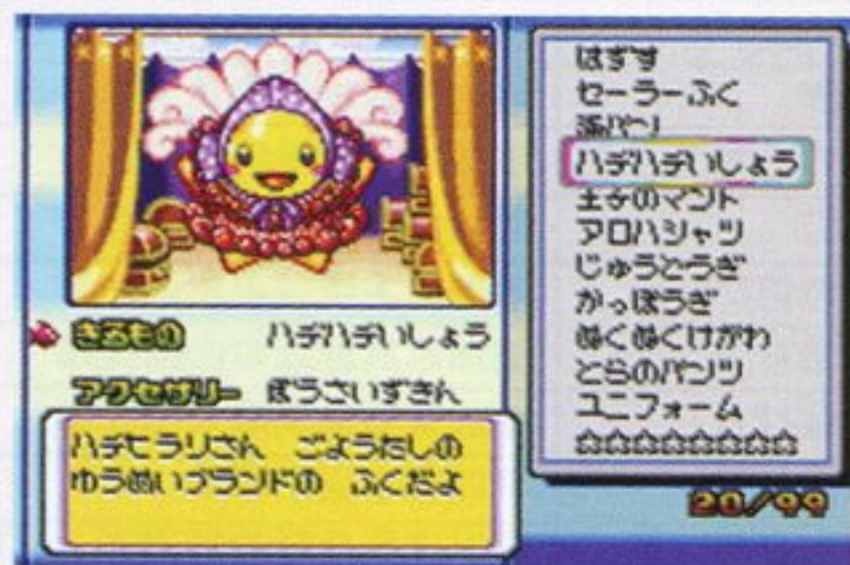 きるもの ハデハデいしょう
アクセサリー ぼうさいずきん
ハデヒラリさん ごようたしの
ゆうめいブランドの ふくだよ
はずす
セーラーふく
海パン
ハデハデいしょう
王子のマント
アロハシャツ
じゅうどうぎ
かっぽうぎ
ぬくぬくけがわ
とらのパンツ
ユニフォーム
☆☆☆☆☆☆☆☆
20/99